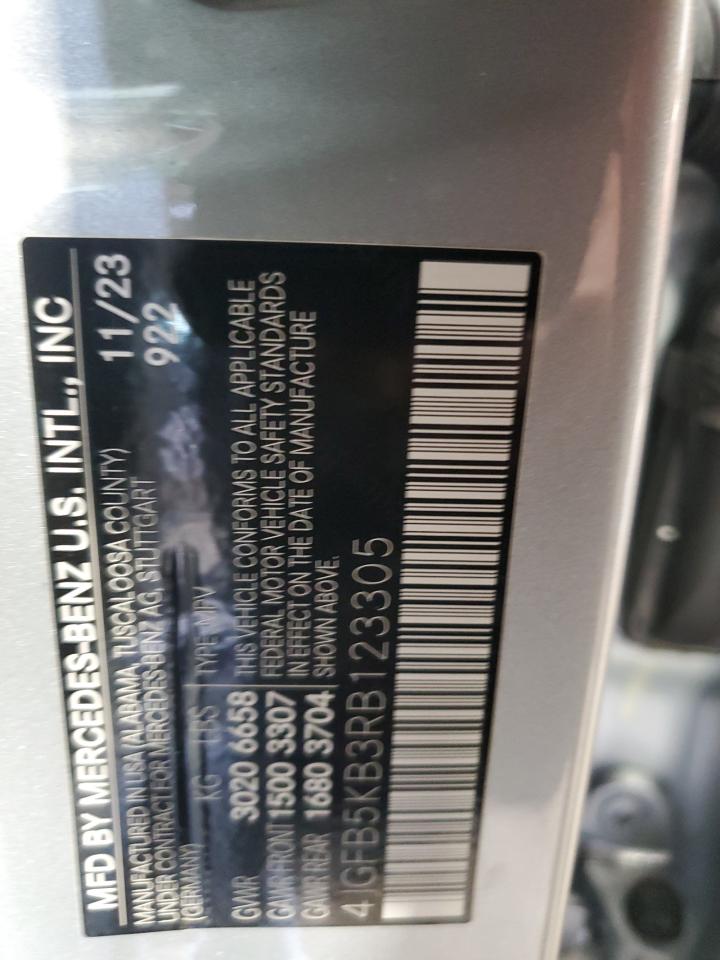 MFD BY MERCEDES-BENZ U.S. INTL., INC
MANUFACTURED IN USA (ALABAMA, TUSCALOOSA COUNTY) 11/23
UNDER CONTRACT FOR MERCEDES-BENZ AG, STUTTGART
(GERMANY) 922
KG LBS TYPE MPV
GVWR 3020 6658 THIS VEHICLE CONFORMS TO ALL APPLICABLE
GAWR-FRONT 1500 3307 FEDERAL MOTOR VEHICLE SAFETY STANDARDS
IN EFFECT ON THE DATE OF MANUFACTURE
GAWR REAR 1680 3704 SHOWN ABOVE.
4JGFB5KB3RB123305